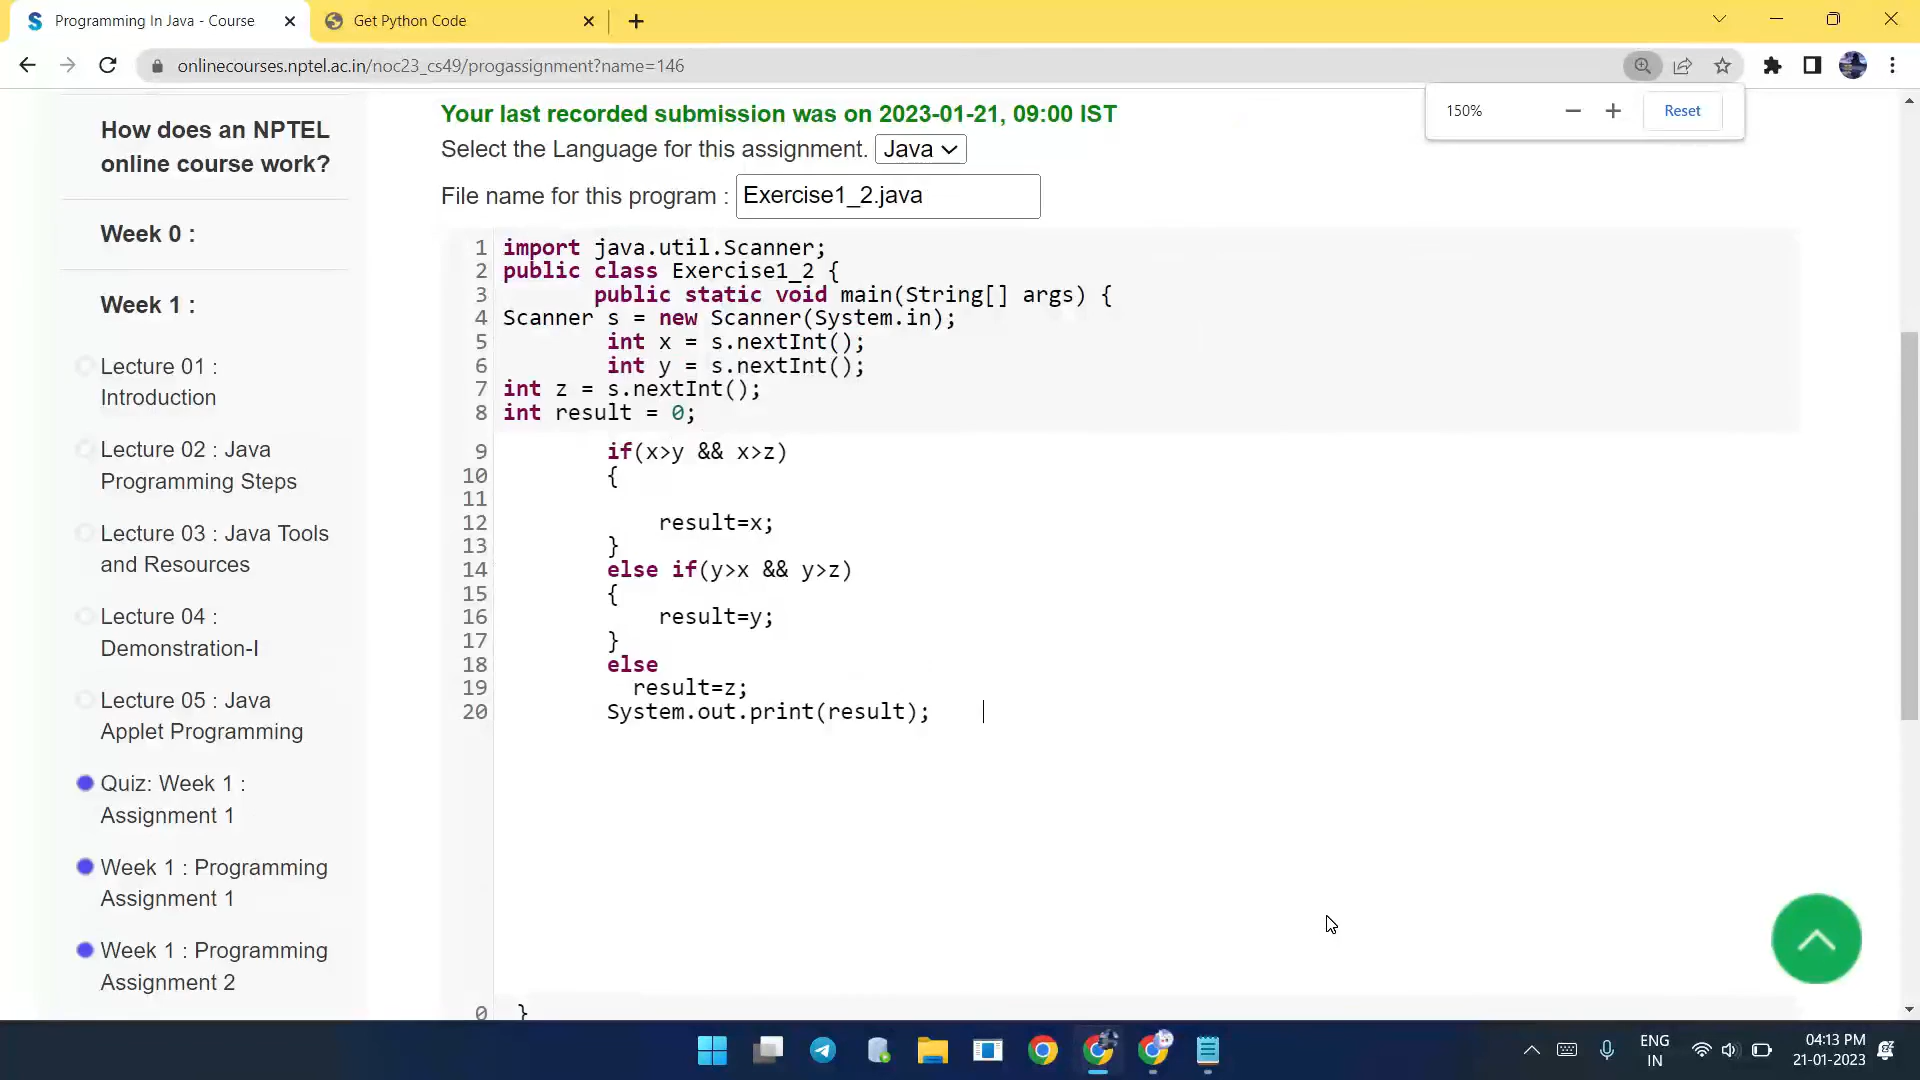 Programming In Java - Course
Get Python Code
onlinecourses.nptel.ac.in/noc23_cs49/progassignment?name=146
150%
Reset
How does an NPTEL
online course work?
Week 0 :
Week 1 :
Lecture 01 :
Introduction
Lecture 02 : Java
Programming Steps
Lecture 03 : Java Tools
and Resources
Lecture 04 :
Demonstration-I
Lecture 05 : Java
Applet Programming
Quiz: Week 1 :
Assignment 1
Week 1 : Programming
Assignment 1
Week 1 : Programming
Assignment 2
Your last recorded submission was on 2023-01-21, 09:00 IST
Select the Language for this assignment. Java
File name for this program : Exercise1_2.java
1 import java.util.Scanner;
2 public class Exercise1_2 {
3 public static void main(String[] args) {
4 Scanner s = new Scanner(System.in);
5 int x = s.nextInt();
6 int y = s.nextInt();
7 int z = s.nextInt();
8 int result = 0;
9 if(x>y && x>z)
10 {
11
12 result=x;
13 }
14 else if(y>x && y>z)
15 {
16 result=y;
17 }
18 else
19 result=z;
20 System.out.print(result);
0 }
ENG
IN
04:13 PM
21-01-2023